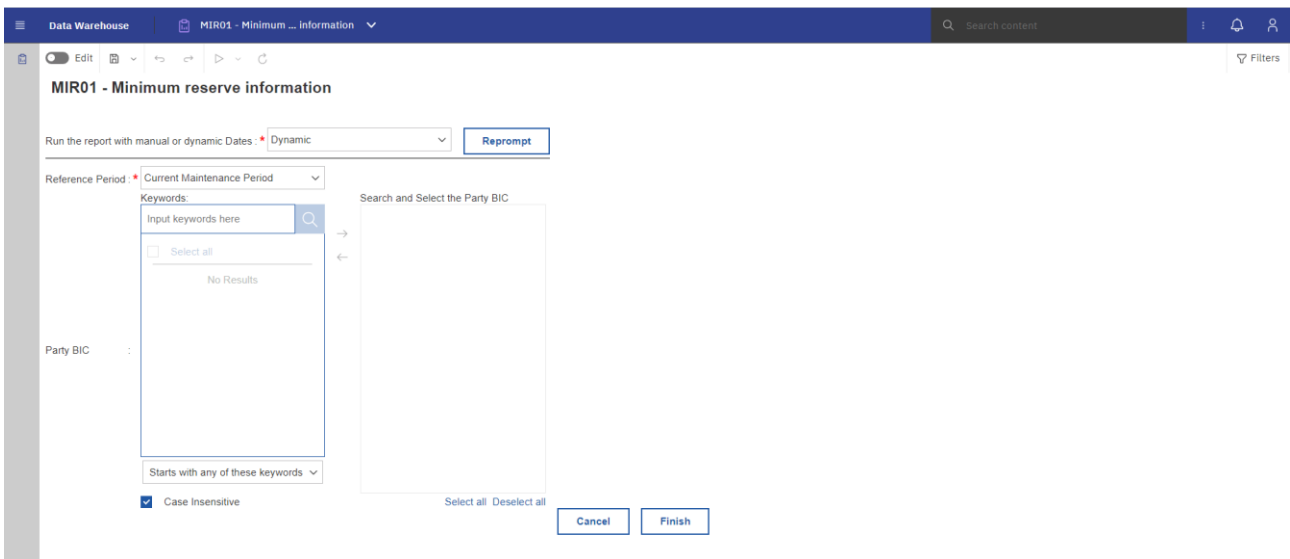 Data Warehouse
MIR01 - Minimum ... information
Search content
Edit
Filters
MIR01 - Minimum reserve information
Run the report with manual or dynamic Dates : * Dynamic
Reprompt
Reference Period : * Current Maintenance Period
Keywords:
Search and Select the Party BIC
Input keywords here
Select all
No Results
Party BIC :
Starts with any of these keywords
Case Insensitive
Select all Deselect all
Cancel
Finish